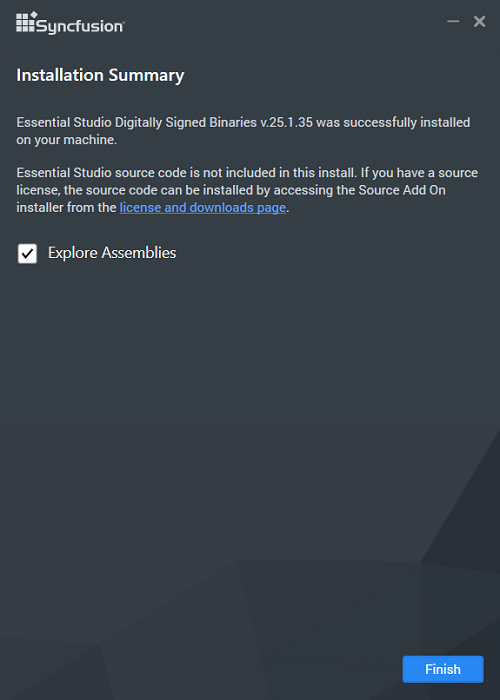 Syncfusion
Installation Summary
Essential Studio Digitally Signed Binaries v.25.1.35 was successfully installed
on your machine.
Essential Studio source code is not included in this install. If you have a source
license, the source code can be installed by accessing the Source Add On
installer from the license and downloads page.
Explore Assemblies
Finish